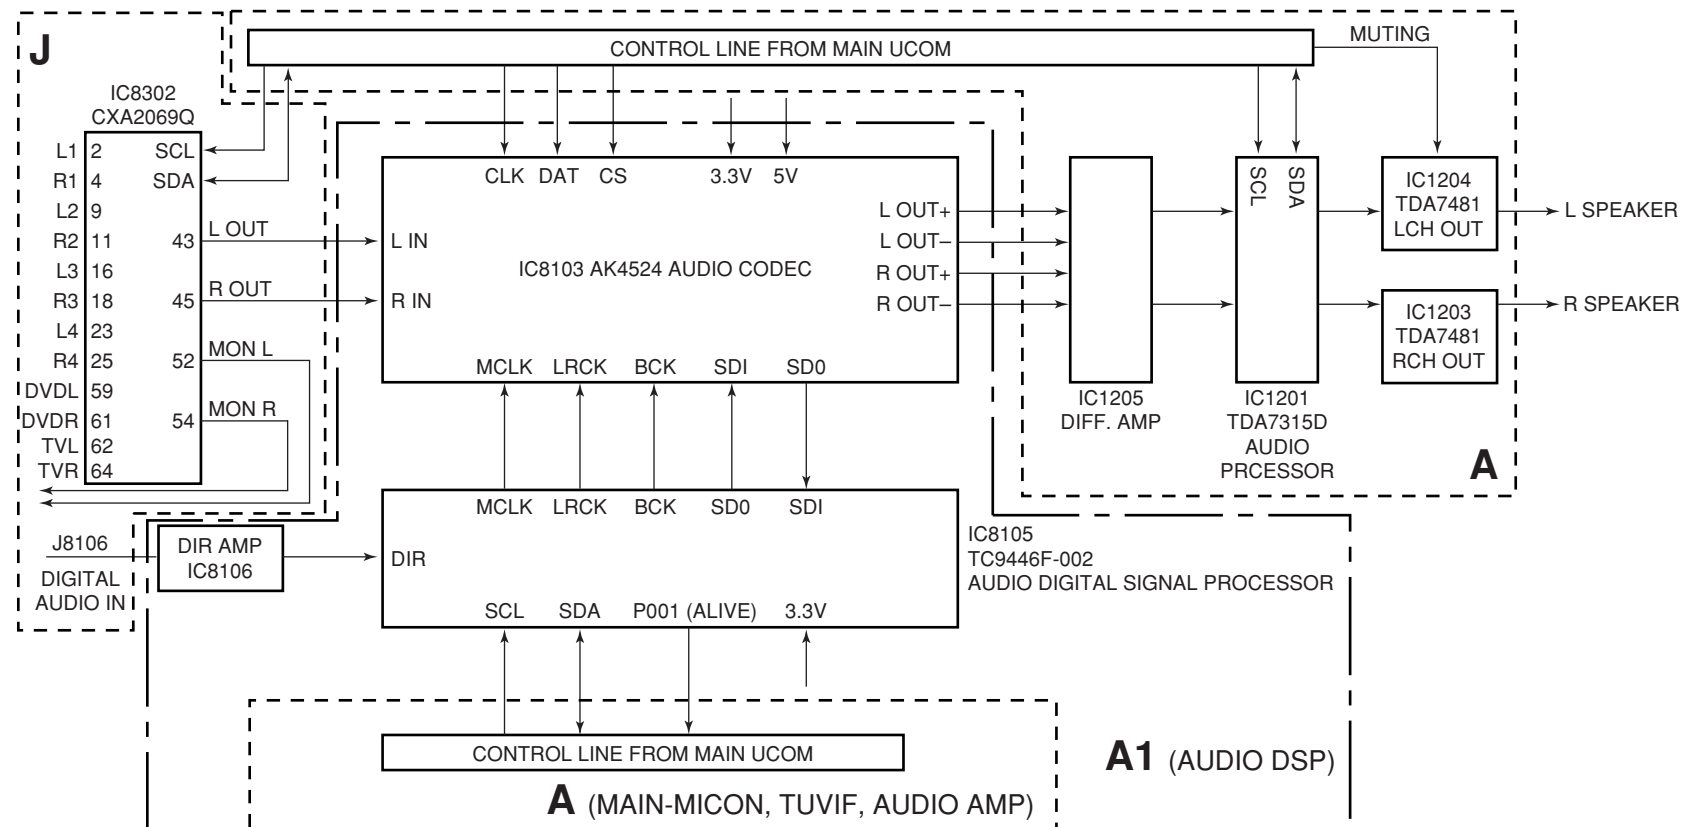 J
CONTROL LINE FROM MAIN UCOM
MUTING
IC8302
CXA2069Q
L1 2 SCL
R1 4 SDA
L2 9
R2 11 43 L OUT
L3 16
R3 18 45 R OUT
L4 23
R4 25 52 MON L
DVDL 59
DVDR 61 54 MON R
TVL 62
TVR 64
CLK DAT CS 3.3V 5V
L IN
R IN
IC8103 AK4524 AUDIO CODEC
L OUT+
L OUT–
R OUT+
R OUT–
MCLK LRCK BCK SDI SD0
IC1205
DIFF. AMP
SCL
SDA
IC1201
TDA7315D
AUDIO
PRCESSOR
IC1204
TDA7481
LCH OUT
L SPEAKER
IC1203
TDA7481
RCH OUT
R SPEAKER
A
J8106
DIGITAL
AUDIO IN
DIR AMP
IC8106
MCLK LRCK BCK SD0 SDI
DIR
SCL SDA P001 (ALIVE) 3.3V
IC8105
TC9446F-002
AUDIO DIGITAL SIGNAL PROCESSOR
CONTROL LINE FROM MAIN UCOM
A (MAIN-MICON, TUVIF, AUDIO AMP)
A1 (AUDIO DSP)